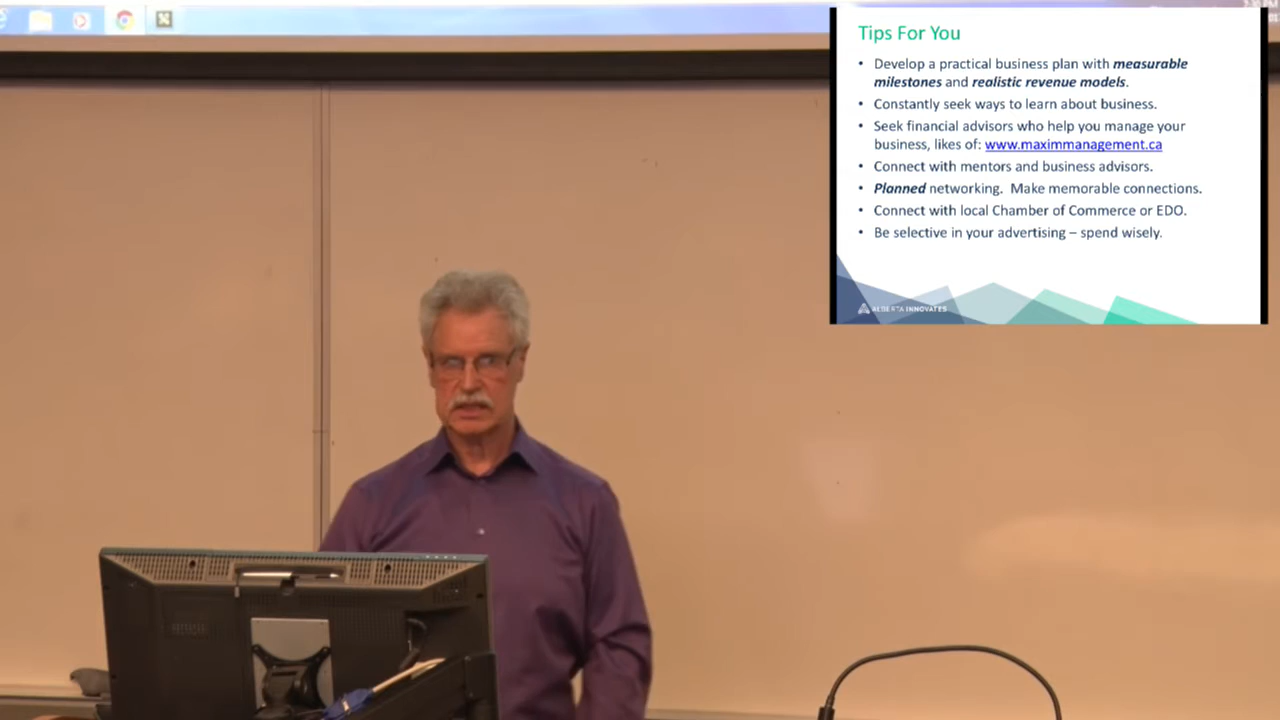 Tips For You
• Develop a practical business plan with measurable
milestones and realistic revenue models.
• Constantly seek ways to learn about business.
• Seek financial advisors who help you manage your
business, likes of: www.maximmanagement.ca
• Connect with mentors and business advisors.
• Planned networking. Make memorable connections.
• Connect with local Chamber of Commerce or EDO.
• Be selective in your advertising – spend wisely.
ALBERTA INNOVATES